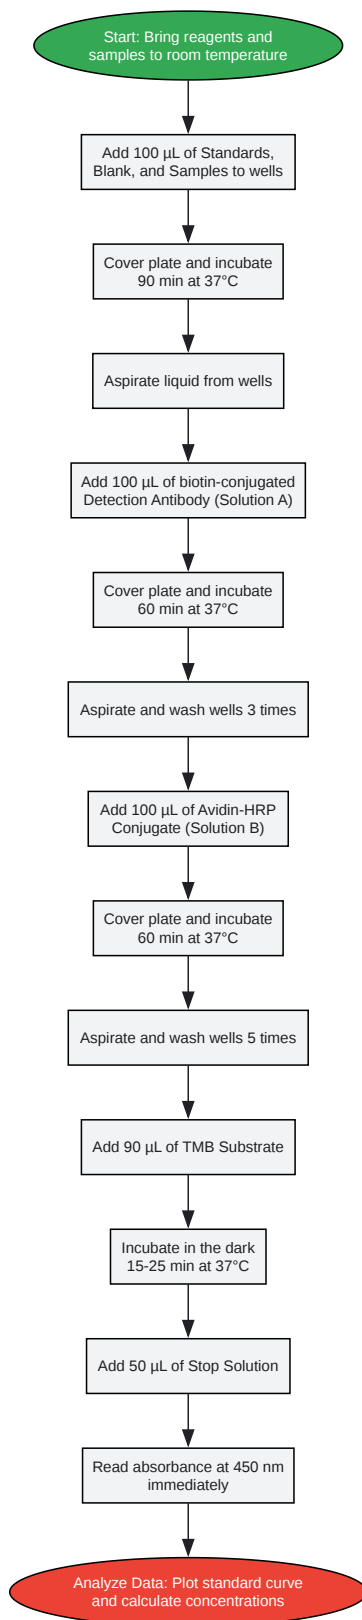 Start: Bring reagents and
samples to room temperature
Add 100 µL of Standards,
Blank, and Samples to wells
Cover plate and incubate
90 min at 37°C
Aspirate liquid from wells
Add 100 µL of biotin-conjugated
Detection Antibody (Solution A)
Cover plate and incubate
60 min at 37°C
Aspirate and wash wells 3 times
Add 100 µL of Avidin-HRP
Conjugate (Solution B)
Cover plate and incubate
60 min at 37°C
Aspirate and wash wells 5 times
Add 90 µL of TMB Substrate
Incubate in the dark
15-25 min at 37°C
Add 50 µL of Stop Solution
Read absorbance at 450 nm
immediately
Analyze Data: Plot standard curve
and calculate concentrations